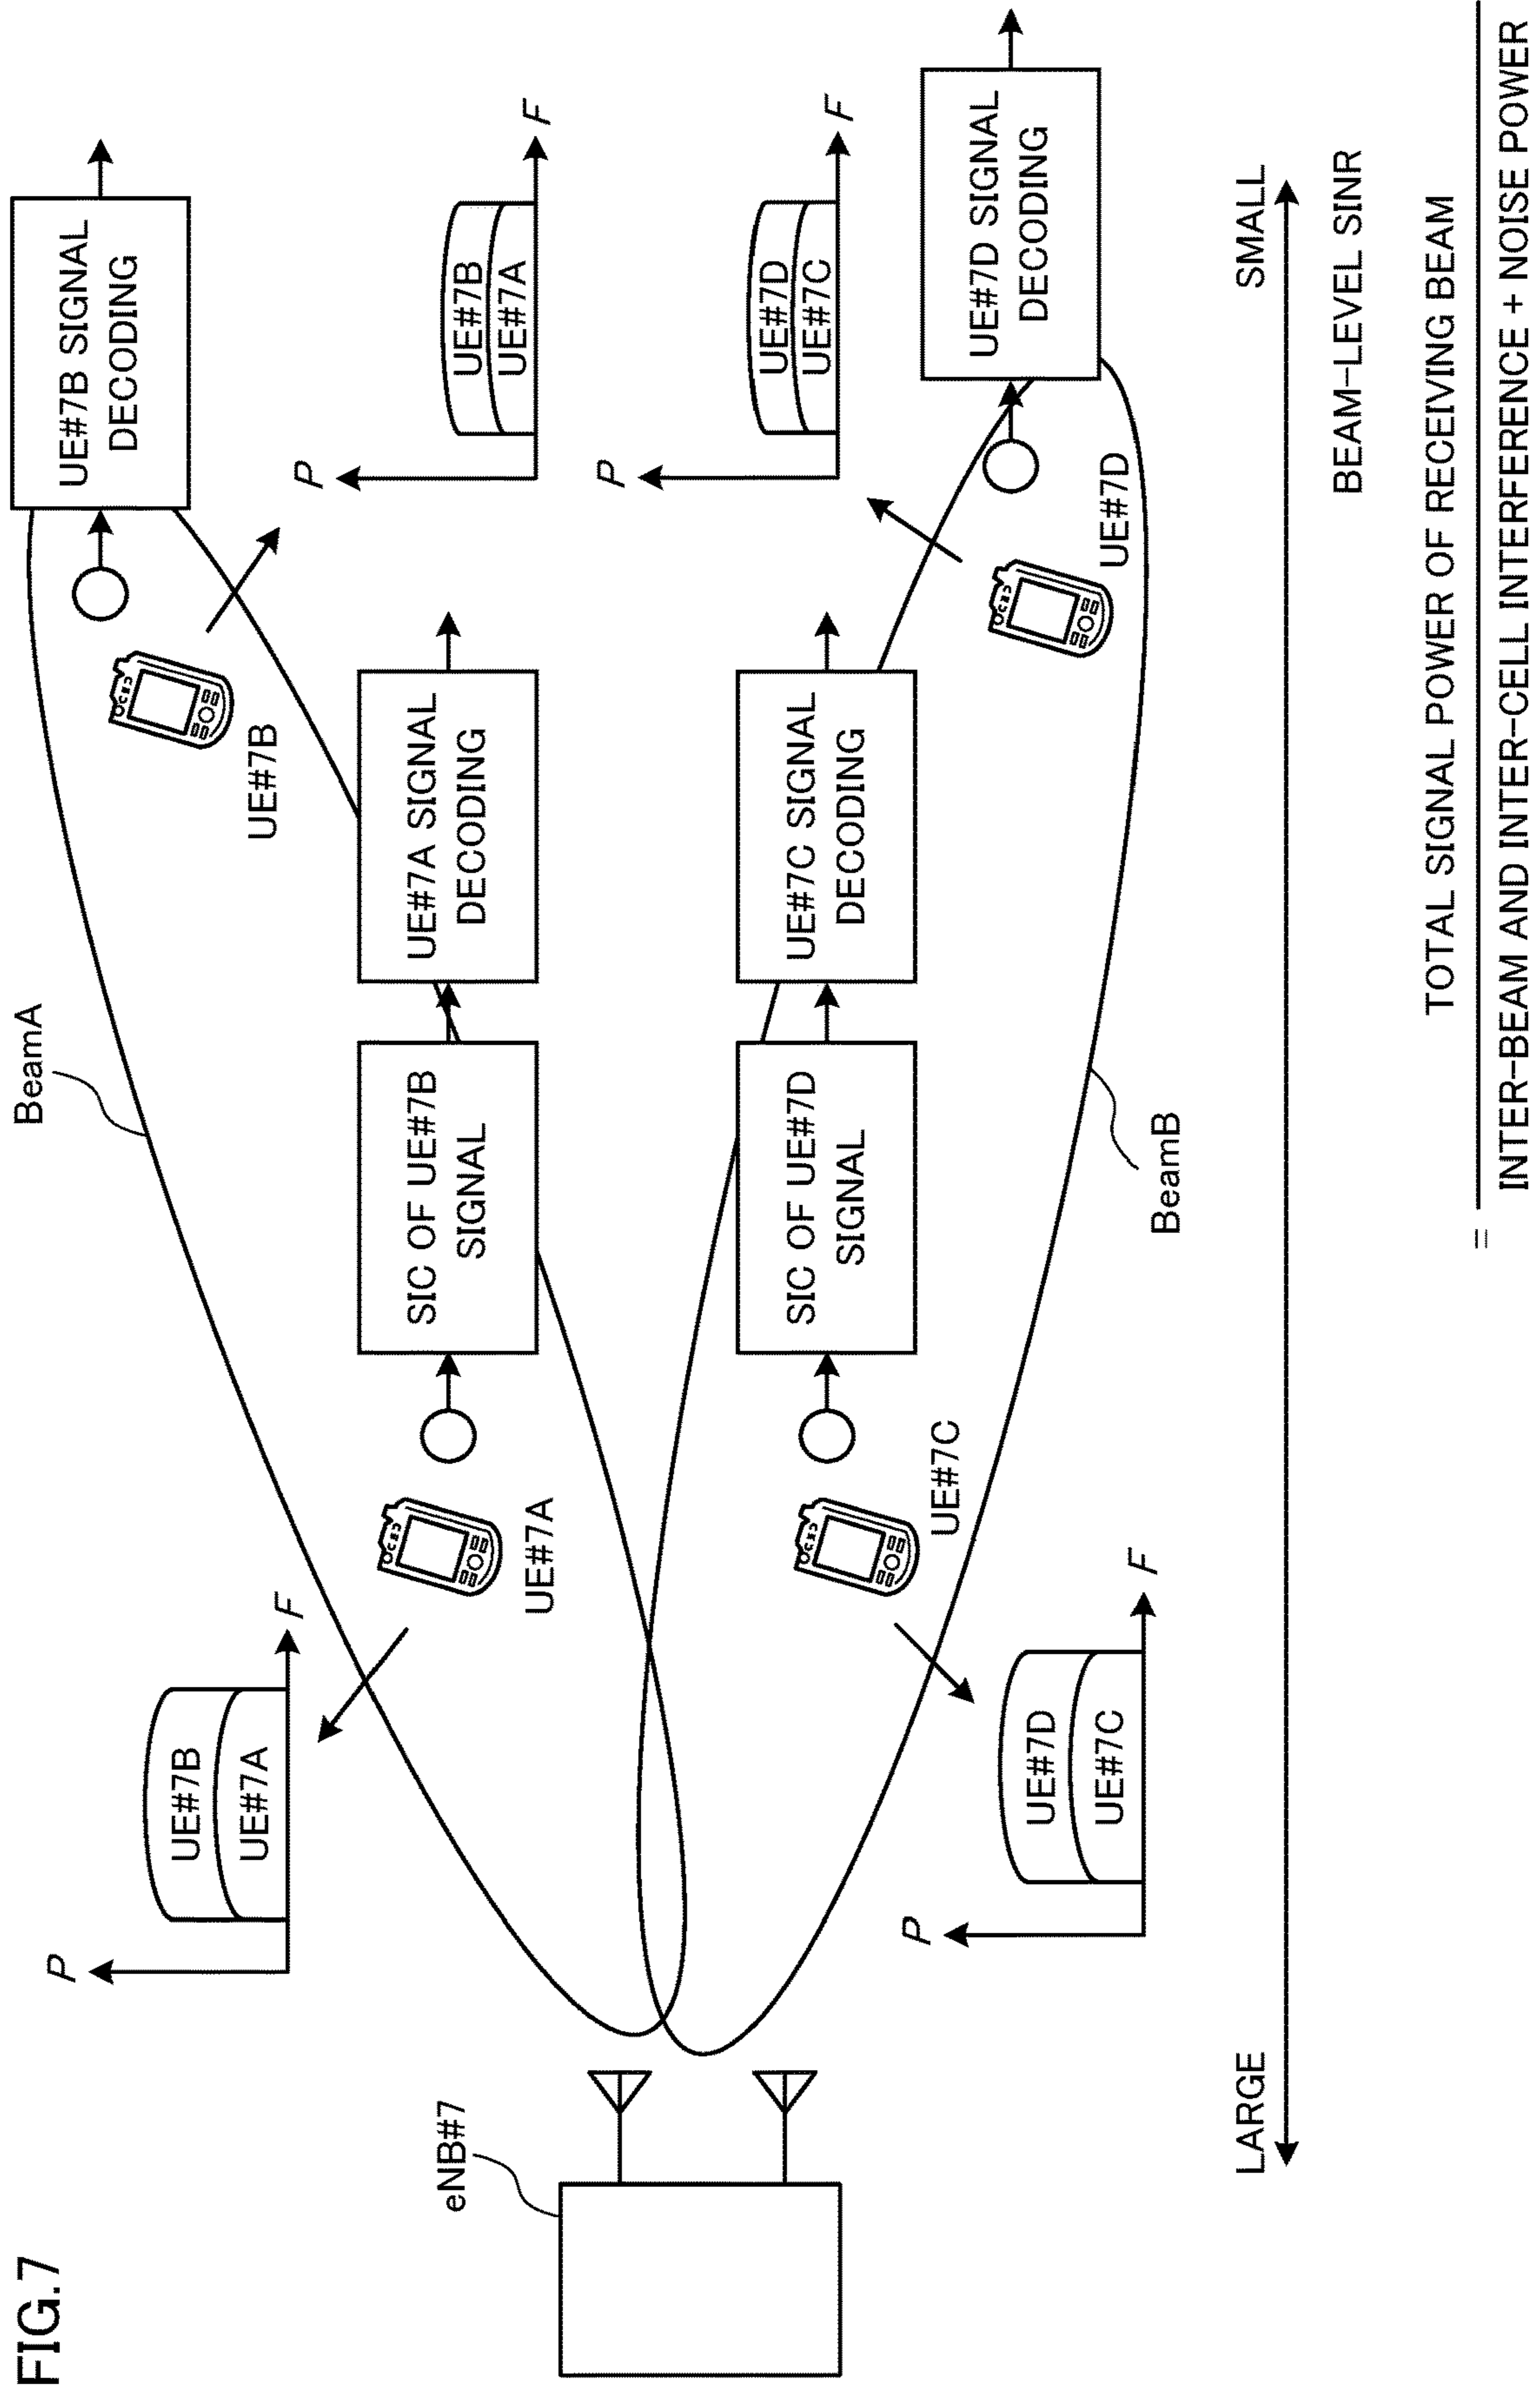 FIG.7
eNB#7
BeamA
P
UE#7B
UE#7A
F
UE#7A
SIC OF UE#7B
SIGNAL
UE#7A SIGNAL
DECODING
UE#7B
UE#7B SIGNAL
DECODING
P
UE#7B
UE#7A
F
P
UE#7D
UE#7C
F
UE#7C
SIC OF UE#7D
SIGNAL
UE#7C SIGNAL
DECODING
UE#7D
UE#7D SIGNAL
DECODING
P
UE#7D
UE#7C
F
BeamB
LARGE
SMALL
BEAM-LEVEL SINR
TOTAL SIGNAL POWER OF RECEIVING BEAM
=
INTER-BEAM AND INTER-CELL INTERFERENCE + NOISE POWER